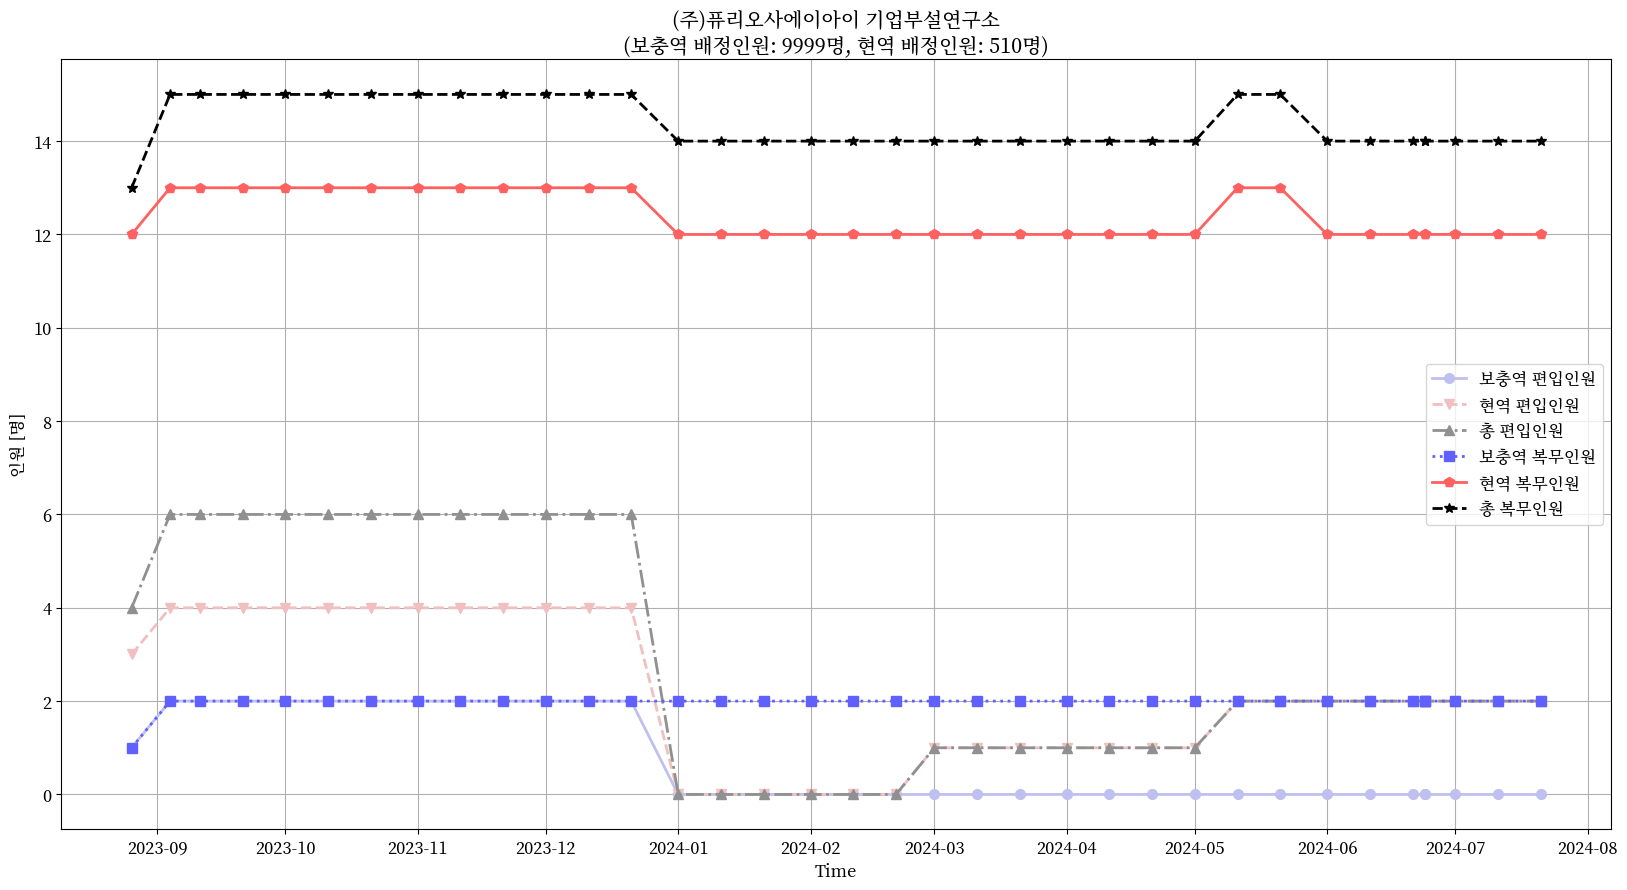 (주)퓨리오사에이아이 기업부설연구소
(보충역 배정인원: 9999명, 현역 배정인원: 510명)
14
12
10
8
6
4
2
0
인원 [명]
보충역 편입인원
현역 편입인원
총 편입인원
보충역 복무인원
현역 복무인원
총 복무인원
2023-09 2023-10 2023-11 2023-12 2024-01 2024-02 2024-03 2024-04 2024-05 2024-06 2024-07 2024-08
Time